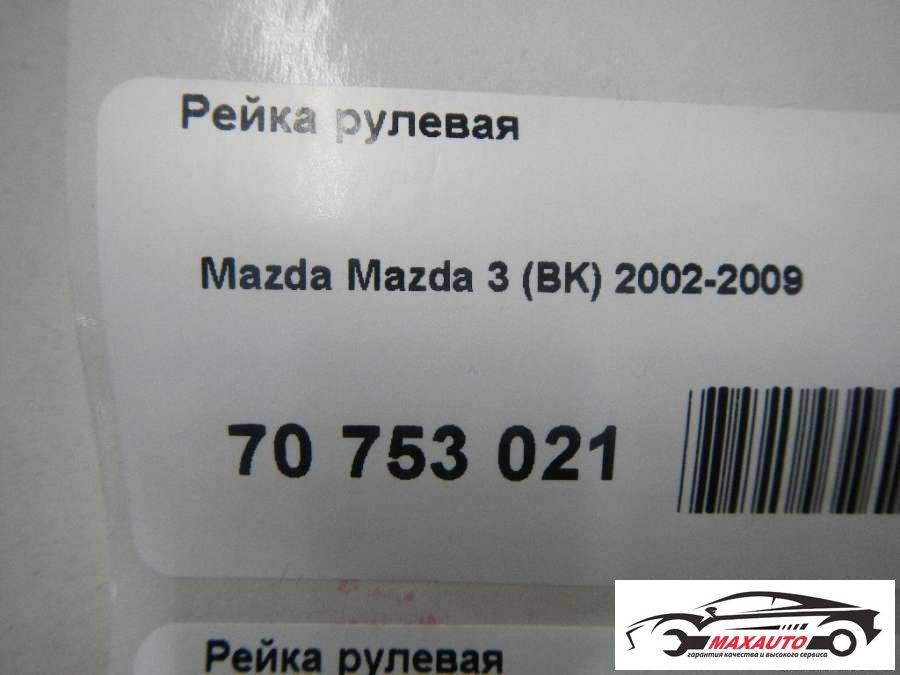 Рейка рулевая
Mazda Mazda 3 (BK) 2002-2009
70 753 021
Рейка рулевая
MAXAUTO
гарантия качества и высокого сервиса